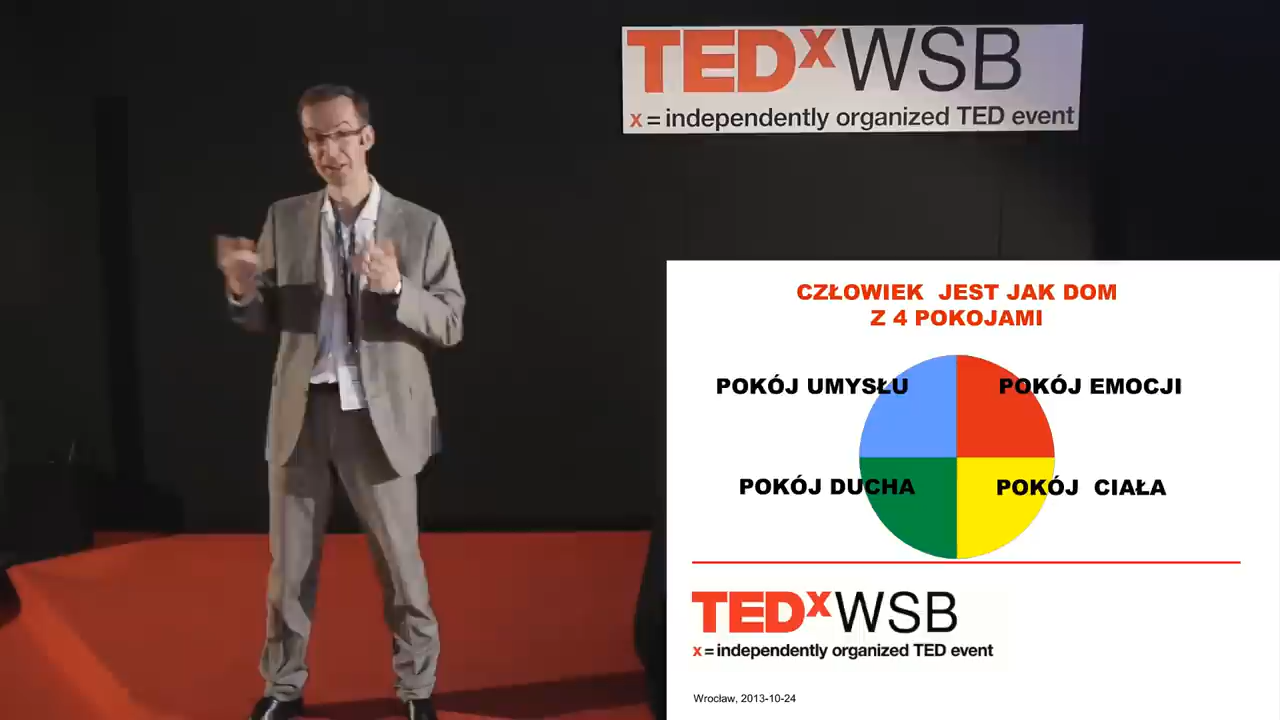 TEDxWSB
x = independently organized TED event
CZŁOWIEK JEST JAK DOM
Z 4 POKOJAMI
POKÓJ UMYSŁU
POKÓJ EMOCJI
POKÓJ DUCHA
POKÓJ CIAŁA
TEDxWSB
x = independently organized TED event
Wrocław, 2013-10-24